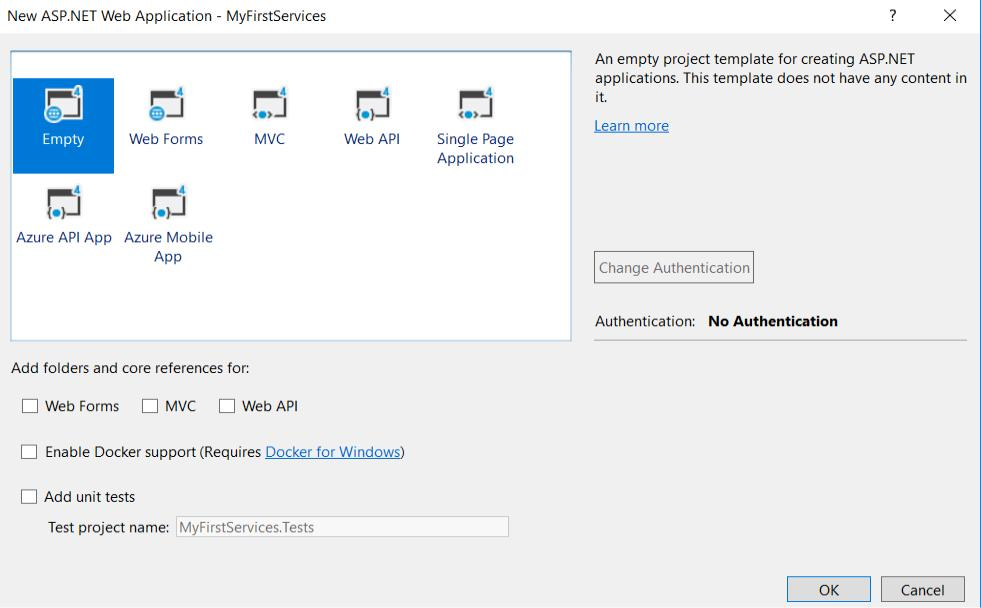 New ASP.NET Web Application - MyFirstServices
?
Empty
Web Forms
MVC
Web API
Single Page
Application
Azure API App
Azure Mobile
App
An empty project template for creating ASP.NET
applications. This template does not have any content in
it.
Learn more
Change Authentication
Authentication: No Authentication
Add folders and core references for:
Web Forms MVC Web API
Enable Docker support (Requires Docker for Windows)
Add unit tests
Test project name: MyFirstServices.Tests
OK Cancel